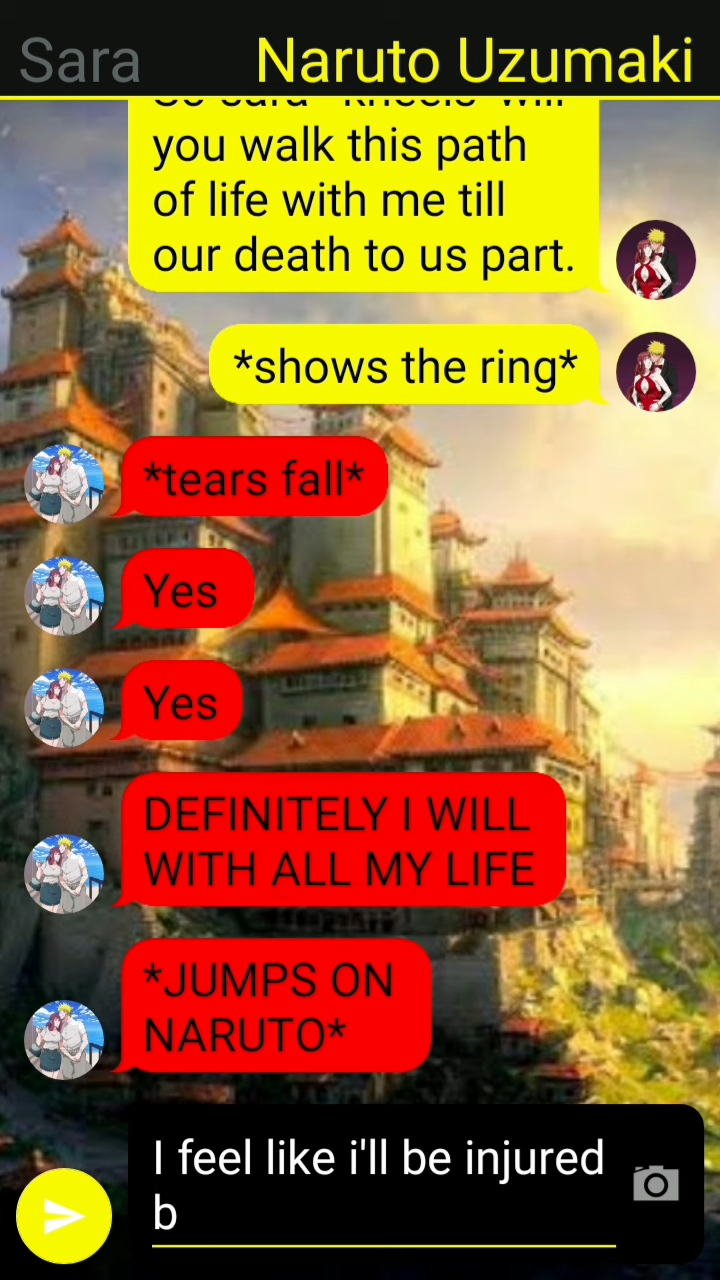 Sara Naruto Uzumaki
you walk this path
of life with me till
our death to us part.
*shows the ring*
*tears fall*
Yes
Yes
DEFINITELY I WILL
WITH ALL MY LIFE
*JUMPS ON
NARUTO*
I feel like i'll be injured
b